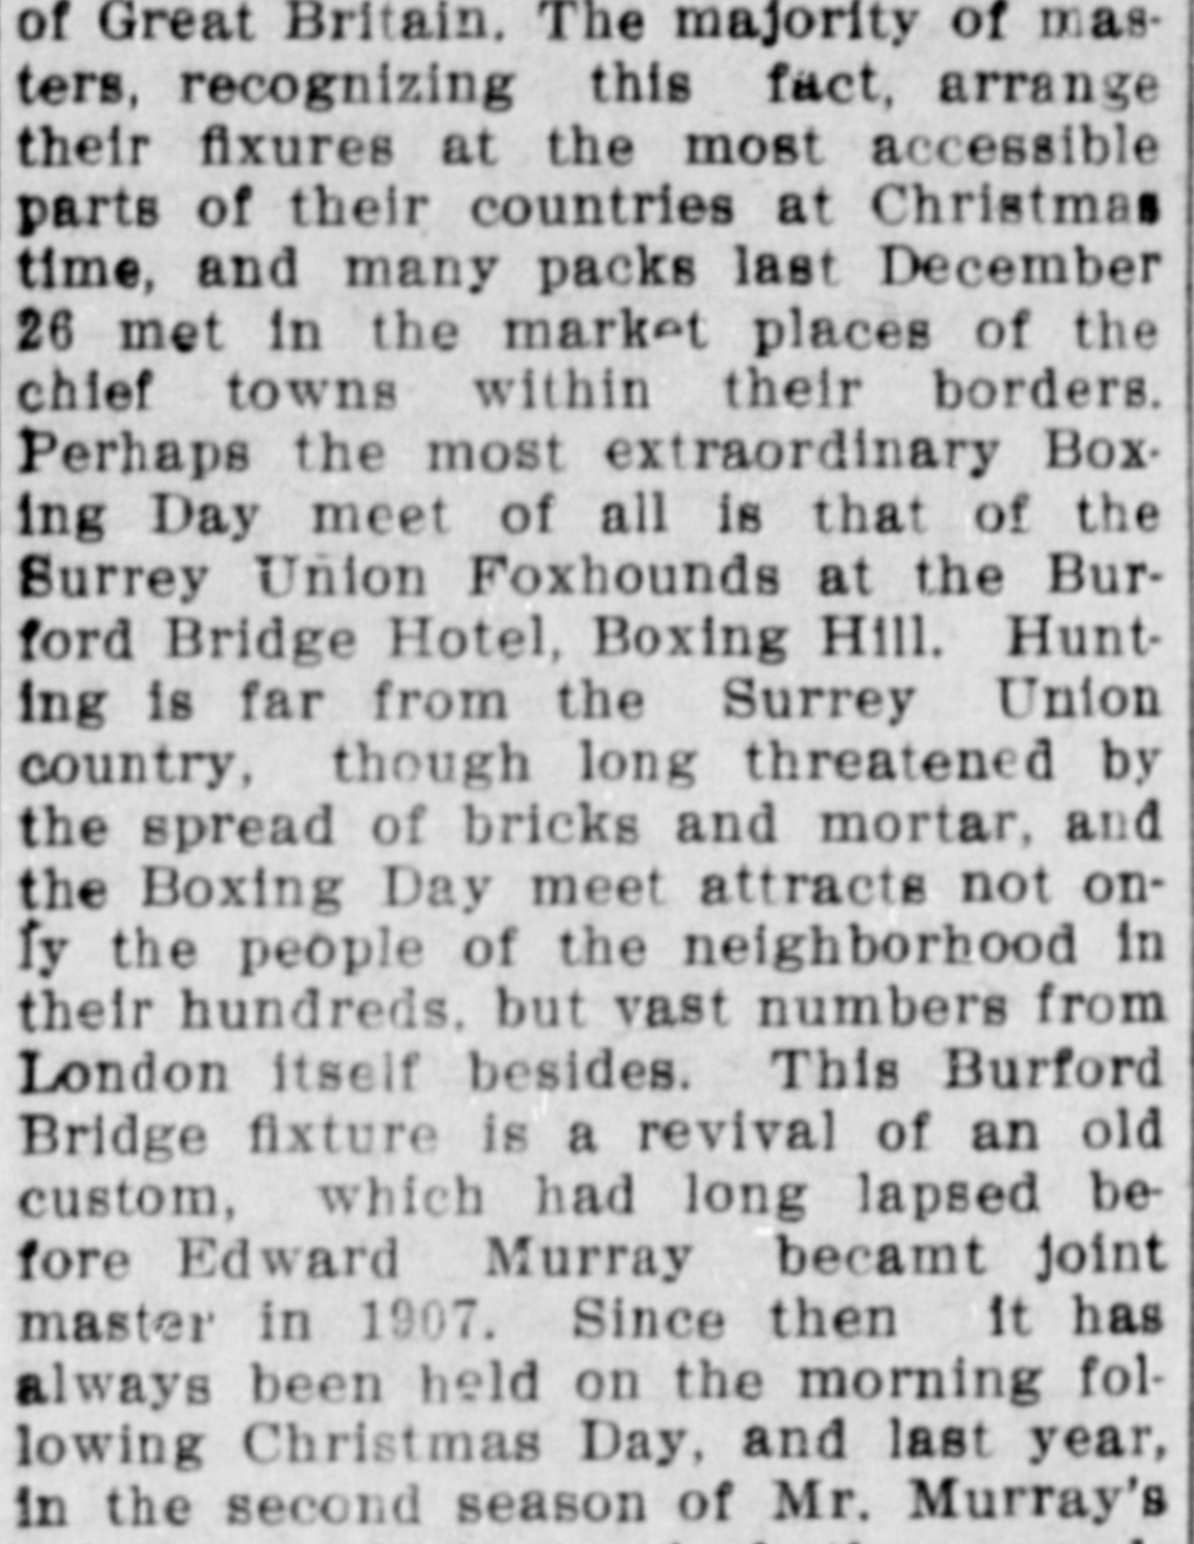 of Great Britain. The majority of mas-
ters, recognizing this fact, arrange
their fixures at the most accessible
parts of their countries at Christmas
time, and many packs last December
26 met in the market places of the
chief towns within their borders.
Perhaps the most extraordinary Box-
ing Day meet of all is that of the
Surrey Union Foxhounds at the Bur-
ford Bridge Hotel, Boxing Hill. Hunt-
ing is far from the Surrey Union
country, though long threatened by
the spread of bricks and mortar, and
the Boxing Day meet attracts not on-
ly the people of the neighborhood in
their hundreds, but vast numbers from
London itself besides. This Burford
Bridge fixture is a revival of an old
custom, which had long lapsed be-
fore Edward Murray becamt joint
master in 1907. Since then it has
always been held on the morning fol-
lowing Christmas Day, and last year,
in the second season of Mr. Murray's